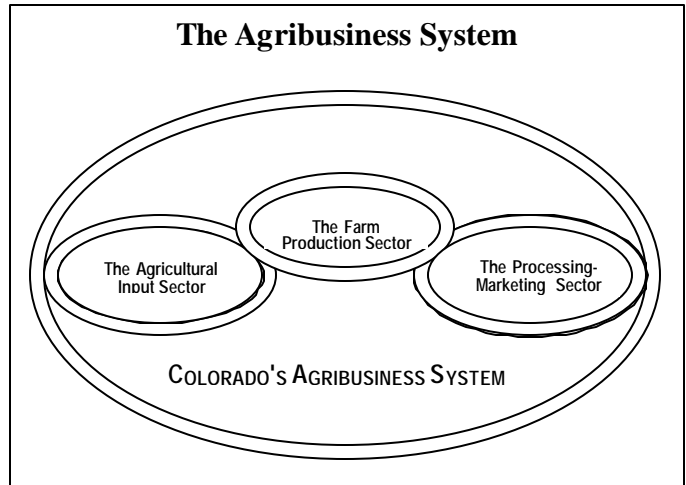 The Agribusiness System
The Farm
Production Sector
The Agricultural
Input Sector
The Processing-
Marketing Sector
COLORADO'S AGRIBUSINESS SYSTEM